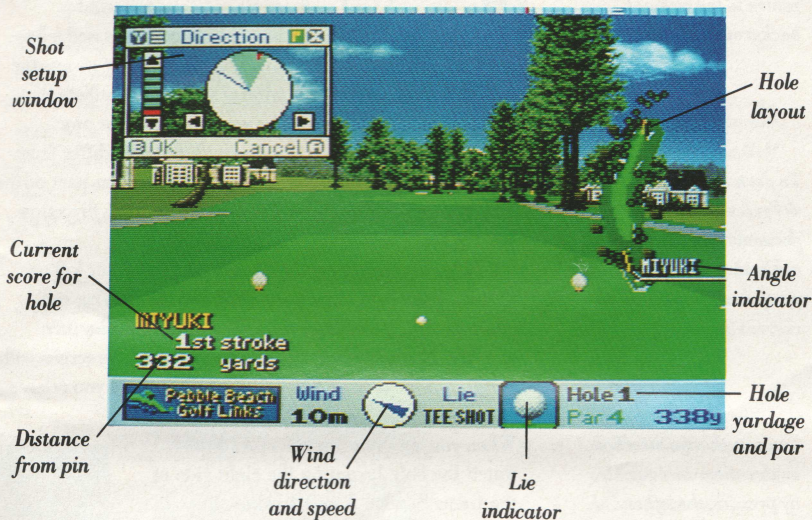 Shot
setup
window
Direction
OK
Cancel
Hole
layout
Current
score for
hole
MIYUKI
Angle
indicator
MIYUKI
1st stroke
332 yards
Pebble Beach
Golf Links
Wind
10m
Lie
TEE SHOT
Hole 1
Par 4
338y
Distance
from pin
Wind
direction
and speed
Lie
indicator
Hole
yardage
and par